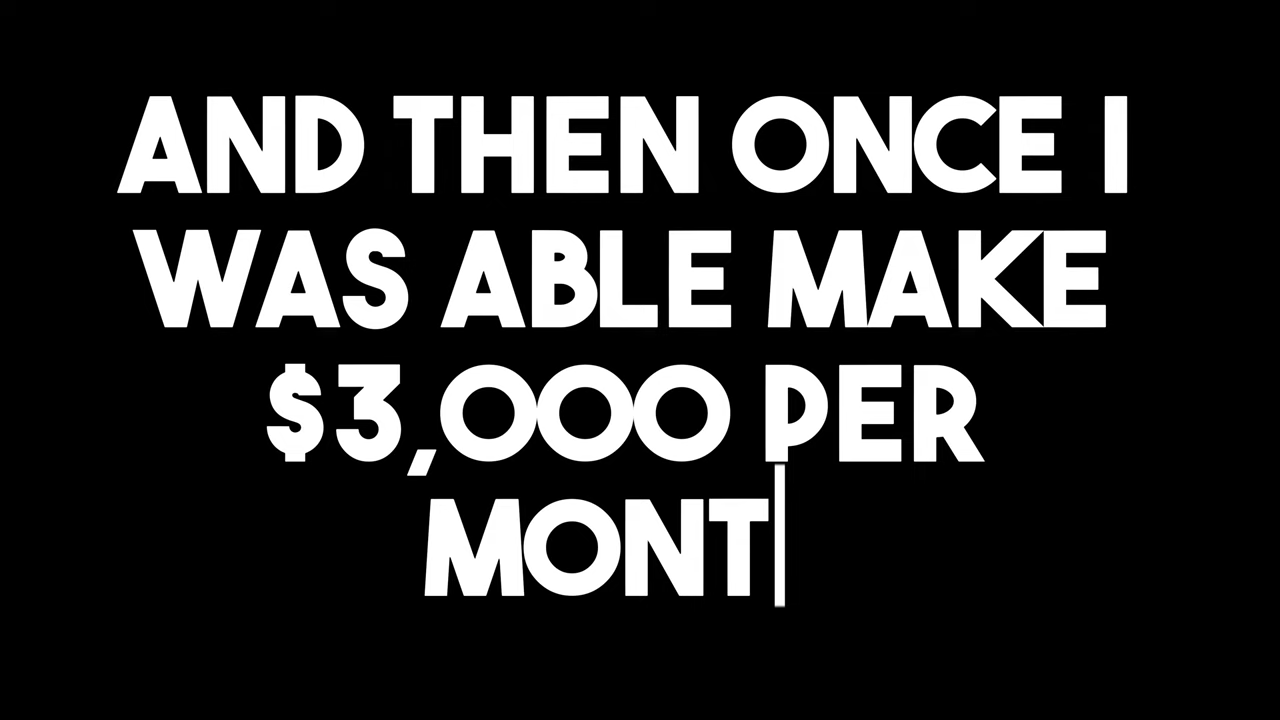 AND THEN ONCE I
WAS ABLE MAKE
$3,000 PER
MONT